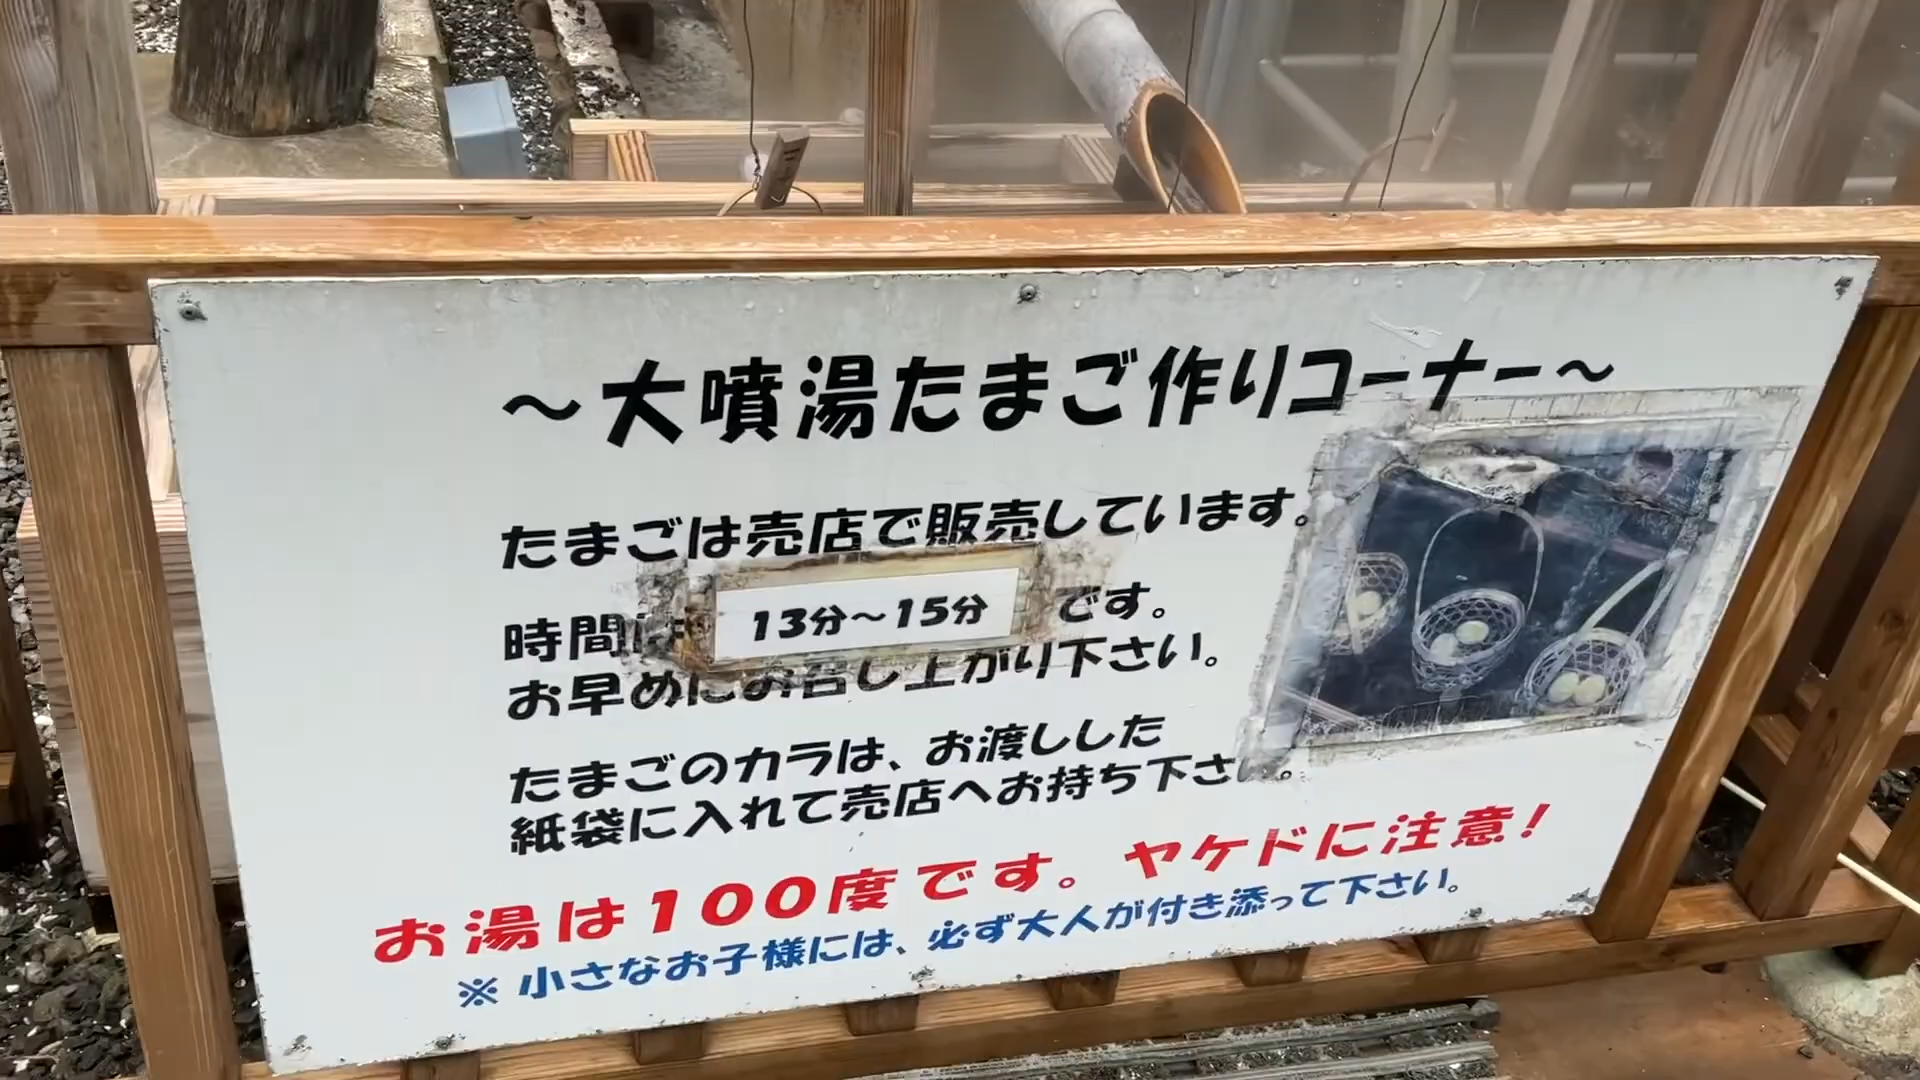 ～大噴湯たまご作りコーナー～
たまごは売店で販売しています。
時間は 13分～15分 です。
お早めにお召し上がり下さい。
たまごのカラは、お渡しした
紙袋に入れて売店へお持ち下さい。
お湯は100度です。ヤケドに注意！
※小さなお子様には、必ず大人が付き添って下さい。